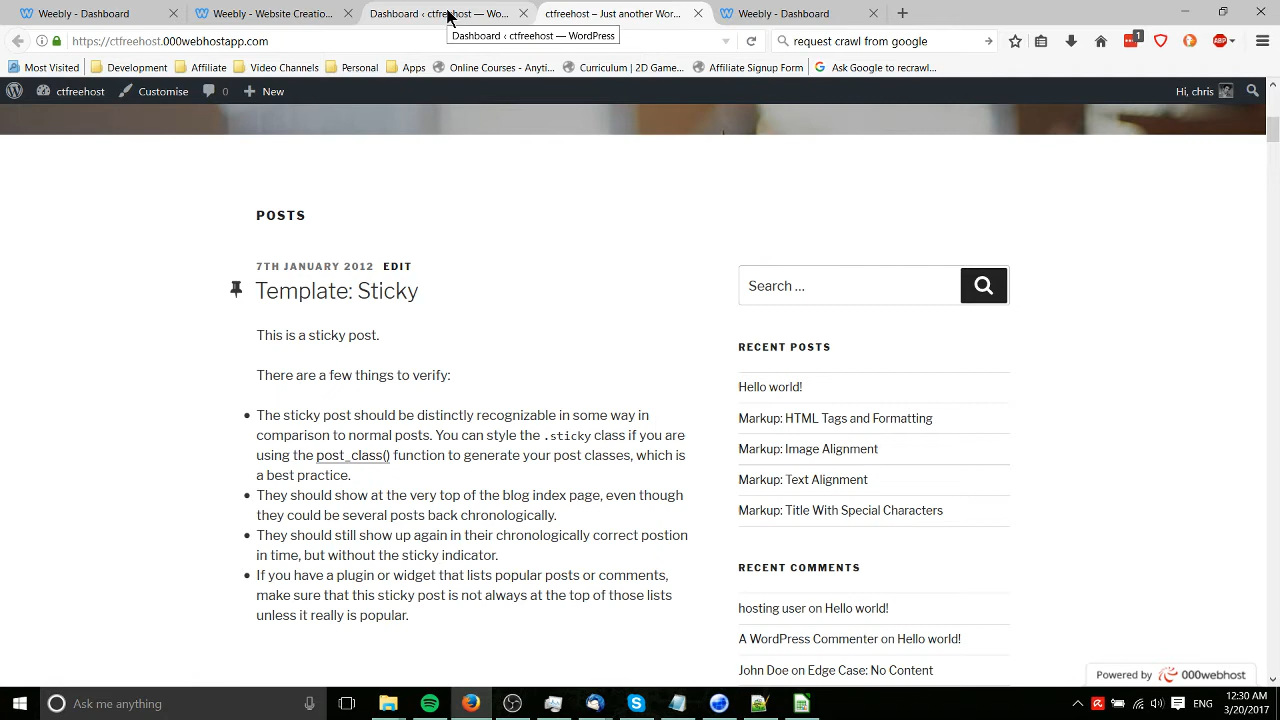 Weebly - Dashboard
Weebly - Website Creatio...
Dashboard ‹ ctfreehost — Wo...
ctfreehost – Just another Wor...
Weebly - Dashboard
Dashboard ‹ ctfreehost — WordPress
https://ctfreehost.000webhostapp.com
request crawl from google
1
ABP
Most Visited
Development
Affiliate
Video Channels
Personal
Apps
Online Courses - Anyti...
Curriculum | 2D Game...
Affiliate Signup Form
Ask Google to recrawl...
ctfreehost
Customise
0
New
Hi, chris
POSTS
7TH JANUARY 2012 EDIT
Template: Sticky
This is a sticky post.
There are a few things to verify:
The sticky post should be distinctly recognizable in some way in
comparison to normal posts. You can style the .sticky class if you are
using the post_class() function to generate your post classes, which is
a best practice.
They should show at the very top of the blog index page, even though
they could be several posts back chronologically.
They should still show up again in their chronologically correct postion
in time, but without the sticky indicator.
If you have a plugin or widget that lists popular posts or comments,
make sure that this sticky post is not always at the top of those lists
unless it really is popular.
Search ...
RECENT POSTS
Hello world!
Markup: HTML Tags and Formatting
Markup: Image Alignment
Markup: Text Alignment
Markup: Title With Special Characters
RECENT COMMENTS
hosting user on Hello world!
A WordPress Commenter on Hello world!
John Doe on Edge Case: No Content
Powered by 000webhost
Ask me anything
ENG
12:30 AM
3/20/2017